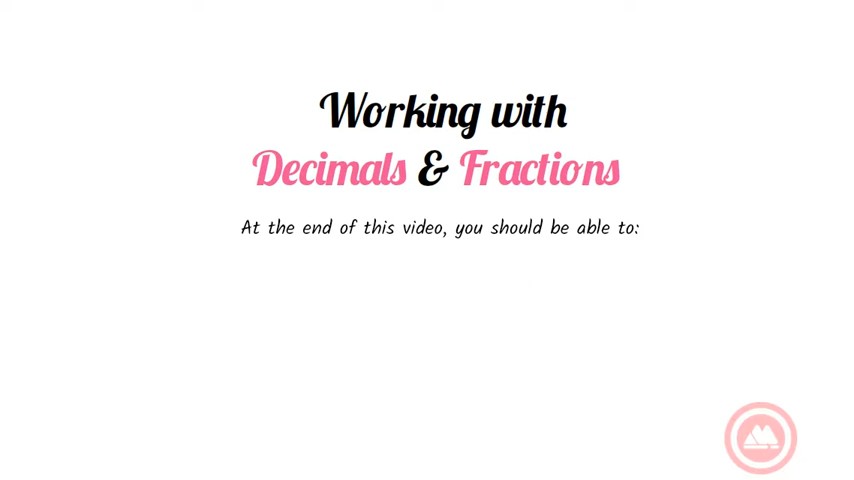 Working with
Decimals & Fractions
At the end of this video, you should be able to: